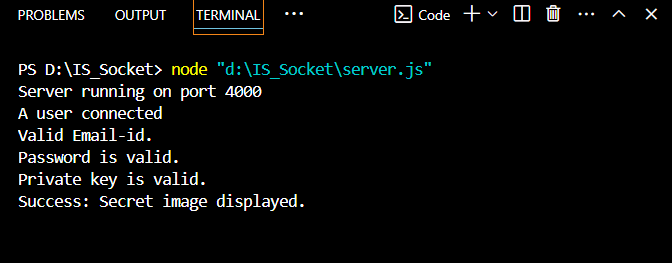 PROBLEMS OUTPUT TERMINAL ··· Code
PS D:\IS_Socket> node "d:\IS_Socket\server.js"
Server running on port 4000
A user connected
Valid Email-id.
Password is valid.
Private key is valid.
Success: Secret image displayed.